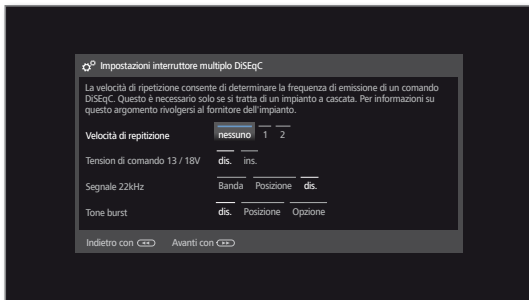 Impostazioni interruttore multiplo DiSEqC
La velocità di ripetizione consente di determinare la frequenza di emissione di un comando
DiSEqC. Questo è necessario solo se si tratta di un impianto a cascata. Per informazioni su
questo argomento rivolgersi al fornitore dell'impianto.
Velocità di repitizione nessuno 1 2
Tension di comando 13 / 18V dis. ins.
Segnale 22kHz Banda Posizione dis.
Tone burst dis. Posizione Opzione
Indietro con Avanti con